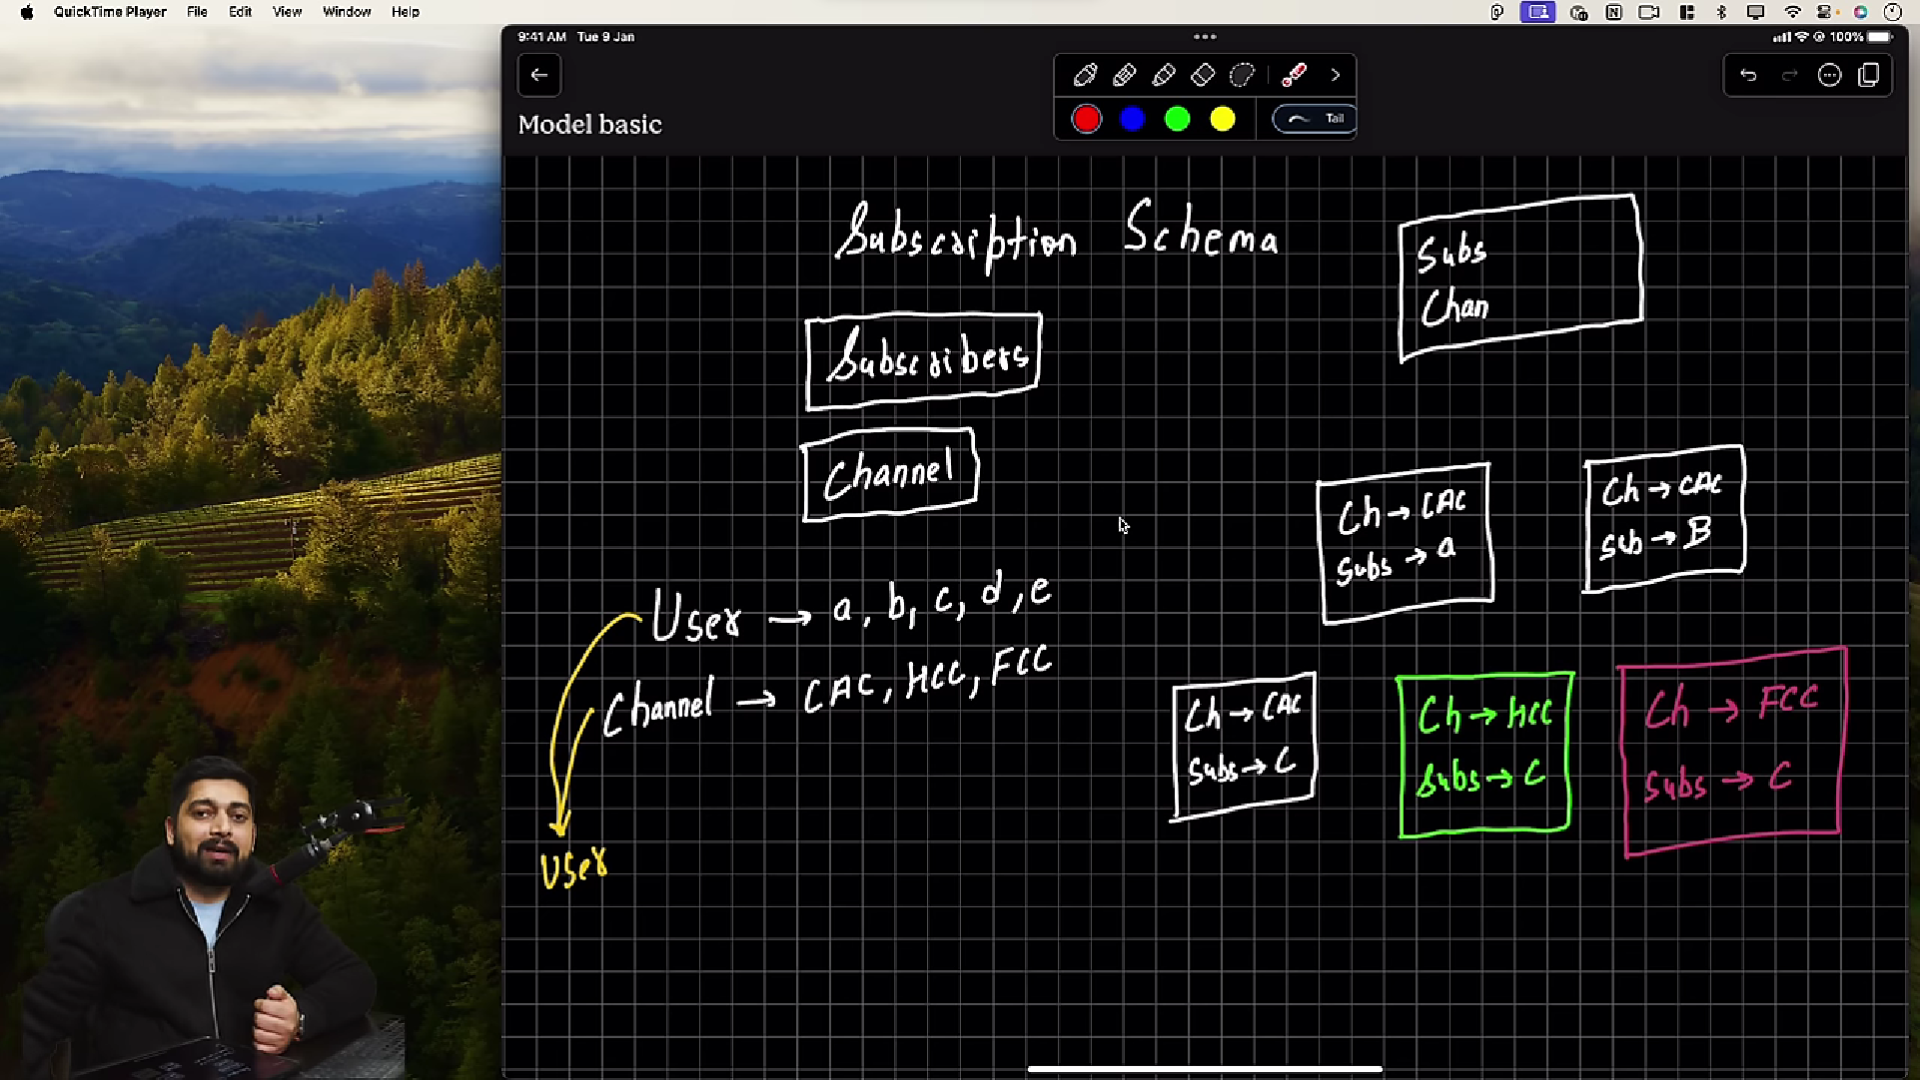 QuickTime Player File Edit View Window Help
9:41 AM Tue 9 Jan
100%
Model basic
Tail
Subscription Schema
Subs
Chan
Subscribers
Channel
Ch → CAC
Subs → a
Ch → CAC
Sub → B
User → a, b, c, d, e
Channel → CAC, HCC, FCC
Ch → CAC
Subs → C
Ch → HCC
Subs → C
Ch → FCC
Subs → C
User